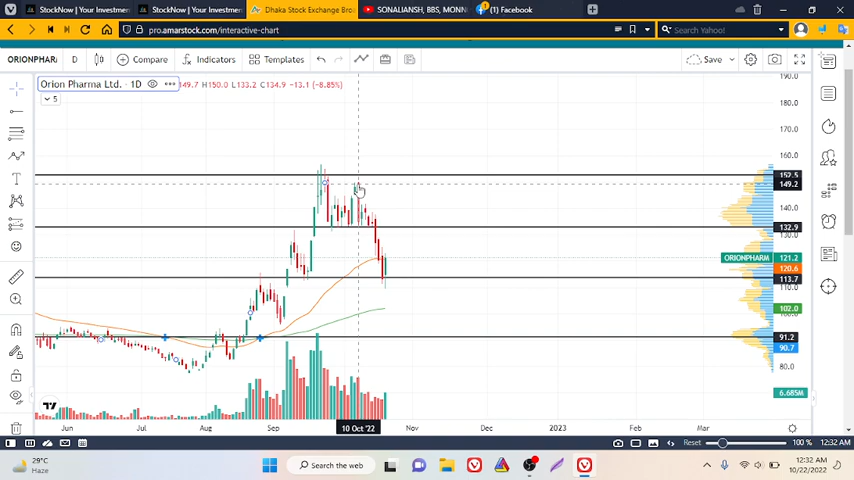 StockNow | Your Investme
StockNow | Your Investme
Dhaka Stock Exchange Bro
SONALIANSH, BBS, MONN
(1) Facebook
pro.amarstock.com/interactive-chart
Search Yahoo!
ORIONPHAR
D
Compare
Indicators
Templates
Save
Orion Pharma Ltd. · 1D
149.7 H150.0 L133.2 C134.9 -13.1 (-8.85%)
5
190.0
180.0
170.0
160.0
152.5
149.2
140.0
132.9
130.0
ORIONPHARM 121.2
120.6
113.7
110.0
102.0
91.2
90.7
80.0
6.685M
Jun
Aug
Sep
10 Oct '22
Nov
Dec
2023
Feb
Mar
Reset
100 %
12:32 AM
29°C
Haze
Search the web
12:32 AM
10/22/2022